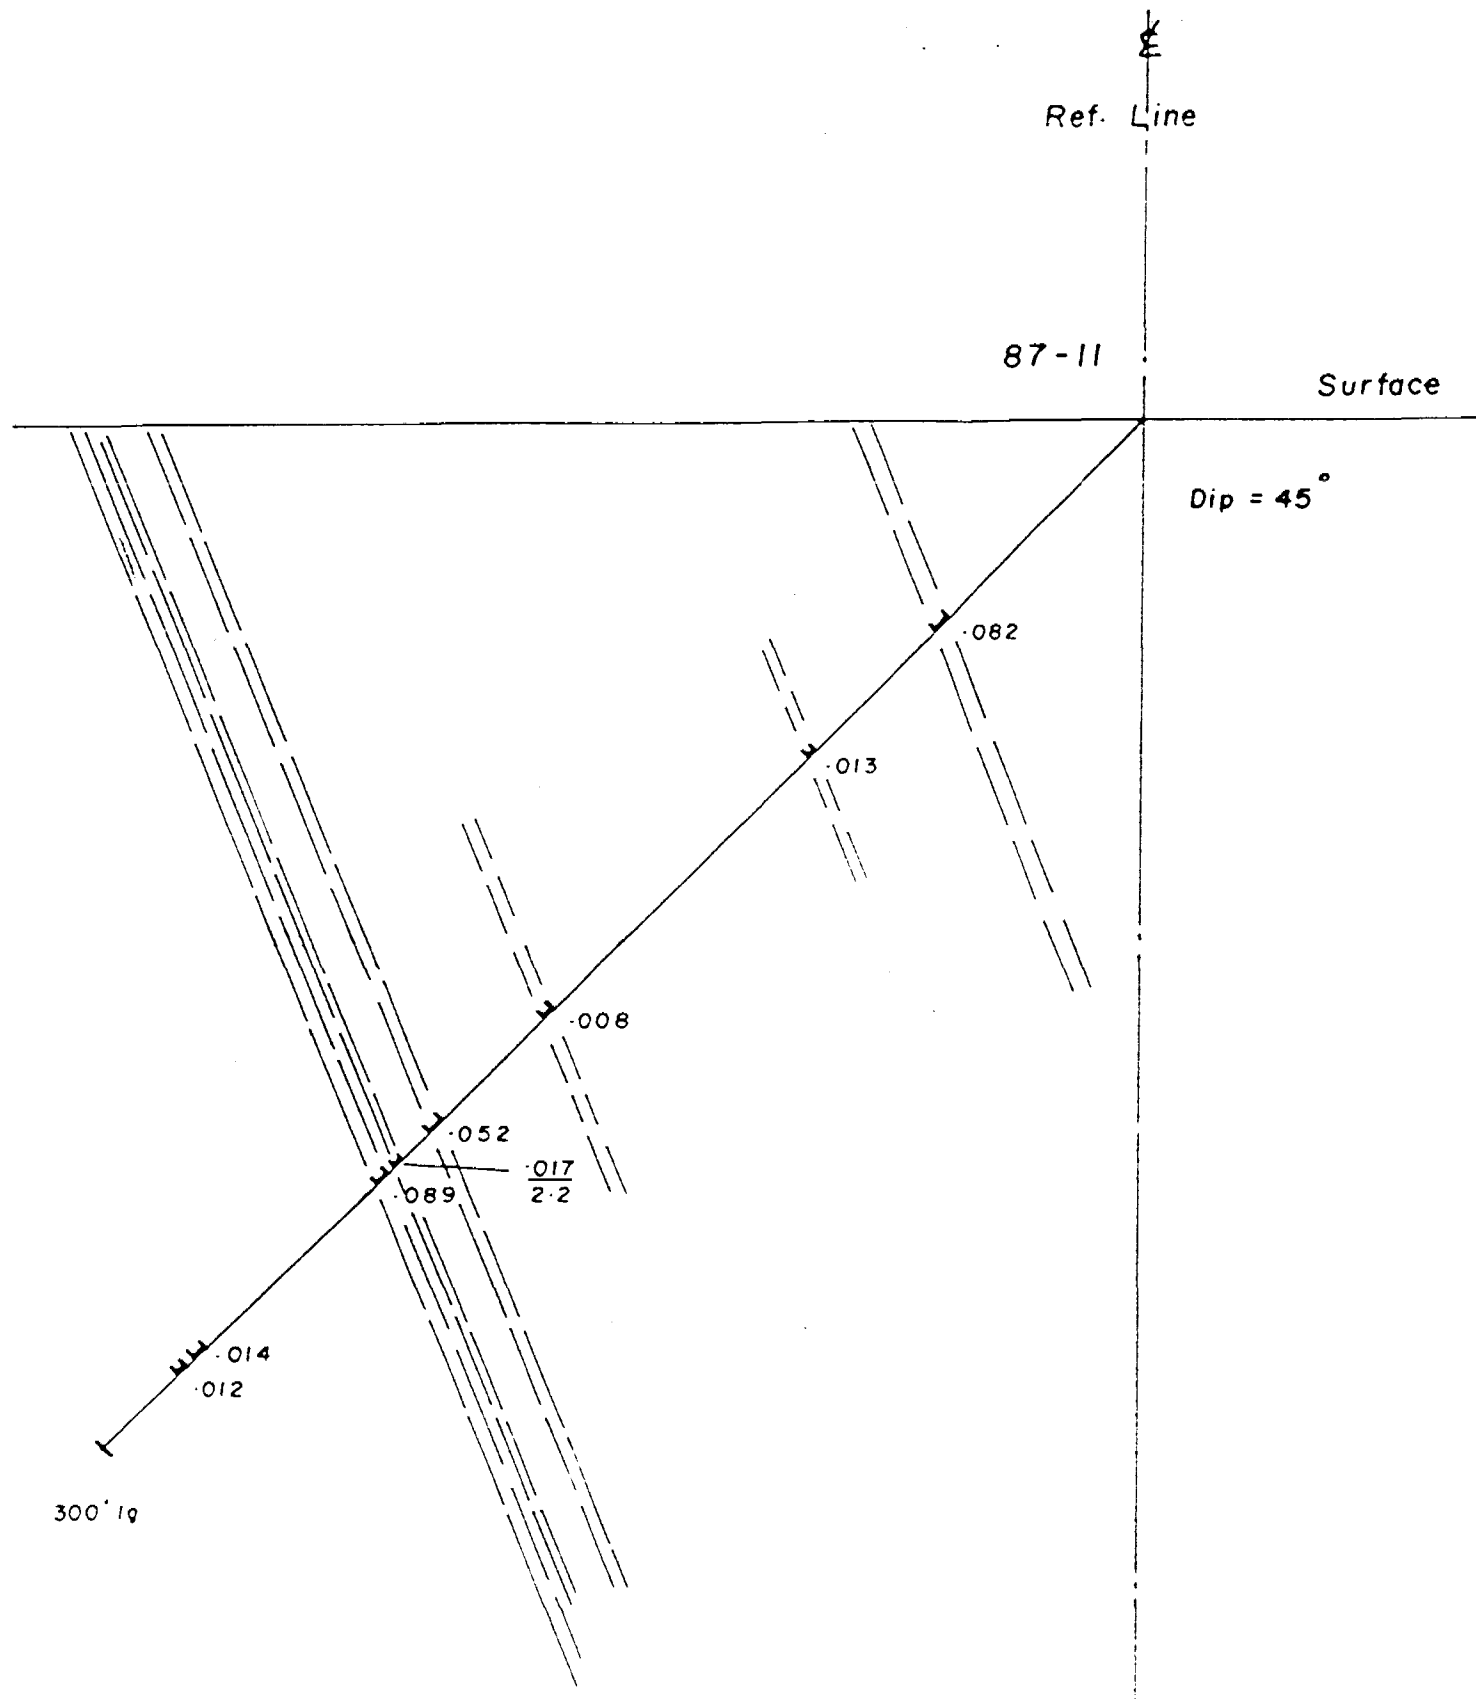 ℄
Ref. Line
87-11
Surface
Dip = 45°
.082
.013
.008
.052
.017
2.2
.089
.014
.012
300' lg